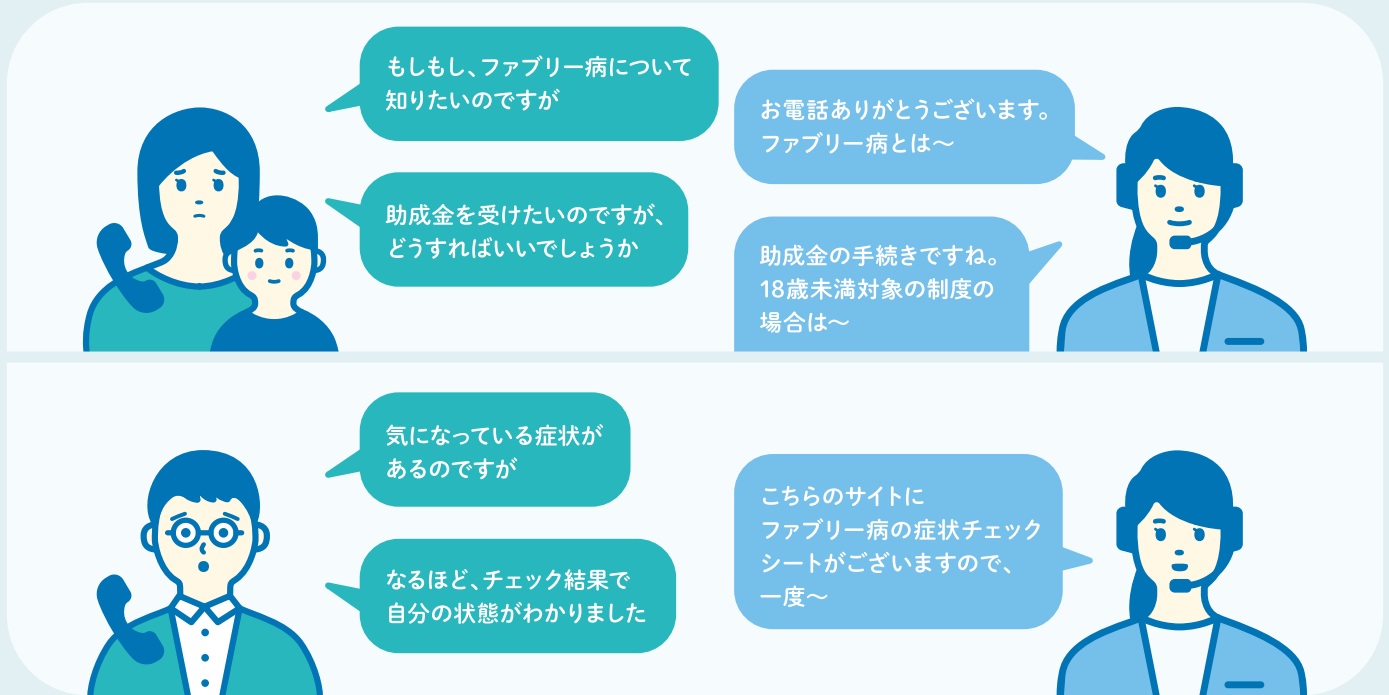 もしもし、ファブリー病について
知りたいのですが
お電話ありがとうございます。
ファブリー病とは〜
助成金を受けたいのですが、
どうすればいいでしょうか
助成金の手続きですね。
18歳未満対象の制度の
場合は〜
気になっている症状が
あるのですが
こちらのサイトに
ファブリー病の症状チェック
シートがございますので、
一度〜
なるほど、チェック結果で
自分の状態がわかりました